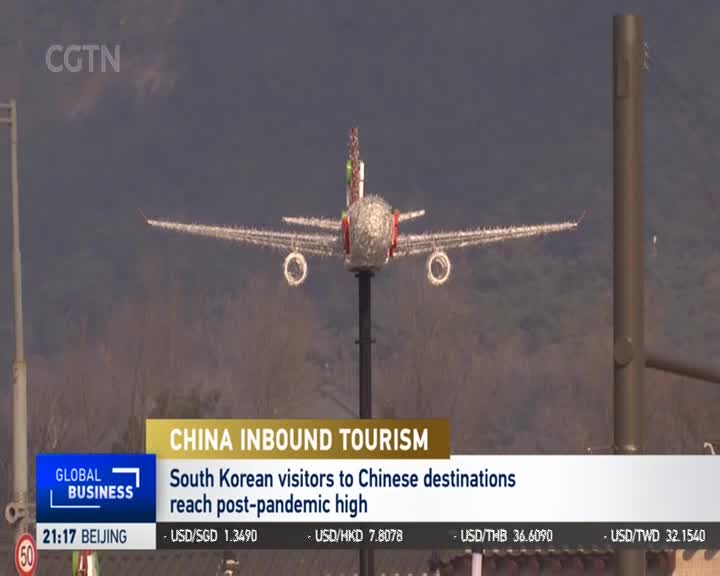 CGTN
CHINA INBOUND TOURISM
GLOBAL
BUSINESS
South Korean visitors to Chinese destinations
reach post-pandemic high
21:17 BEIJING
· USD/SGD 1.3490 · USD/HKD 7.8078 · USD/THB 36.6090 · USD/TWD 32.1540
50